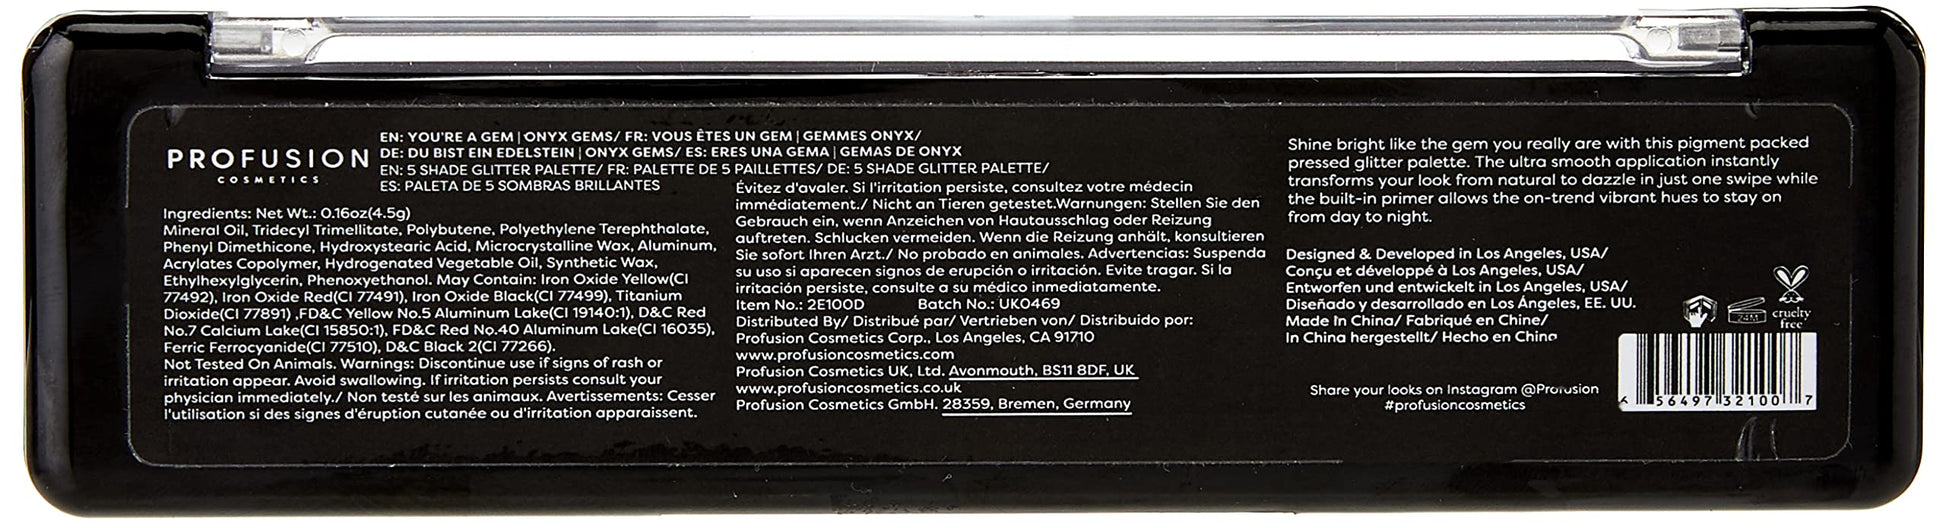 PROFUSION
COSMETICS
EN: YOU'RE A GEM | ONYX GEMS/ FR: VOUS ÊTES UN GEM | GEMMES ONYX/
DE: DU BIST EIN EDELSTEIN | ONYX GEMS/ ES: ERES UNA GEMA | GEMAS DE ONYX
EN: 5 SHADE GLITTER PALETTE/ FR: PALETTE DE 5 PAILLETTES/ DE: 5 SHADE GLITTER PALETTE/
ES: PALETA DE 5 SOMBRAS BRILLANTES
Ingredients: Net Wt.: 0.16oz(4.5g)
Mineral Oil, Tridecyl Trimellitate, Polybutene, Polyethylene Terephthalate,
Phenyl Dimethicone, Hydroxystearic Acid, Microcrystalline Wax, Aluminum,
Acrylates Copolymer, Hydrogenated Vegetable Oil, Synthetic Wax,
Ethylhexylglycerin, Phenoxyethanol. May Contain: Iron Oxide Yellow(CI
77492), Iron Oxide Red(CI 77491), Iron Oxide Black(CI 77499), Titanium
Dioxide(CI 77891) ,FD&C Yellow No.5 Aluminum Lake(CI 19140:1), D&C Red
No.7 Calcium Lake(CI 15850:1), FD&C Red No.40 Aluminum Lake(CI 16035),
Ferric Ferrocyanide(CI 77510), D&C Black 2(CI 77266).
Not Tested On Animals. Warnings: Discontinue use if signs of rash or
irritation appear. Avoid swallowing. If irritation persists consult your
physician immediately./ Non testé sur les animaux. Avertissements: Cesser
l'utilisation si des signes d'éruption cutanée ou d'irritation apparaissent.
Évitez d'avaler. Si l'irritation persiste, consultez votre médecin
immédiatement./ Nicht an Tieren getestet.Warnungen: Stellen Sie den
Gebrauch ein, wenn Anzeichen von Hautausschlag oder Reizung
auftreten. Schlucken vermeiden. Wenn die Reizung anhält, konsultieren
Sie sofort Ihren Arzt./ No probado en animales. Advertencias: Suspenda
su uso si aparecen signos de erupción o irritación. Evite tragar. Si la
irritación persiste, consulte a su médico inmediatamente.
Item No.: 2E100D Batch No.: UK0469
Distributed By/ Distribué par/ Vertrieben von/ Distribuido por:
Profusion Cosmetics Corp., Los Angeles, CA 91710
www.profusioncosmetics.com
Profusion Cosmetics UK, Ltd. Avonmouth, BS11 8DF, UK
www.profusioncosmetics.co.uk
Profusion Cosmetics GmbH. 28359, Bremen, Germany
Shine bright like the gem you really are with this pigment packed
pressed glitter palette. The ultra smooth application instantly
transforms your look from natural to dazzle in just one swipe while
the built-in primer allows the on-trend vibrant hues to stay on
from day to night.
Designed & Developed in Los Angeles, USA/
Conçu et développé à Los Angeles, USA/
Entworfen und entwickelt in Los Angeles, USA/
Diseñado y desarrollado en Los Ángeles, EE. UU.
Made In China/ Fabriqué en Chine/
In China hergestellt/ Hecho en China
24M
cruelty
free
Share your looks on Instagram @Profusion
#profusioncosmetics
56497 32100 7